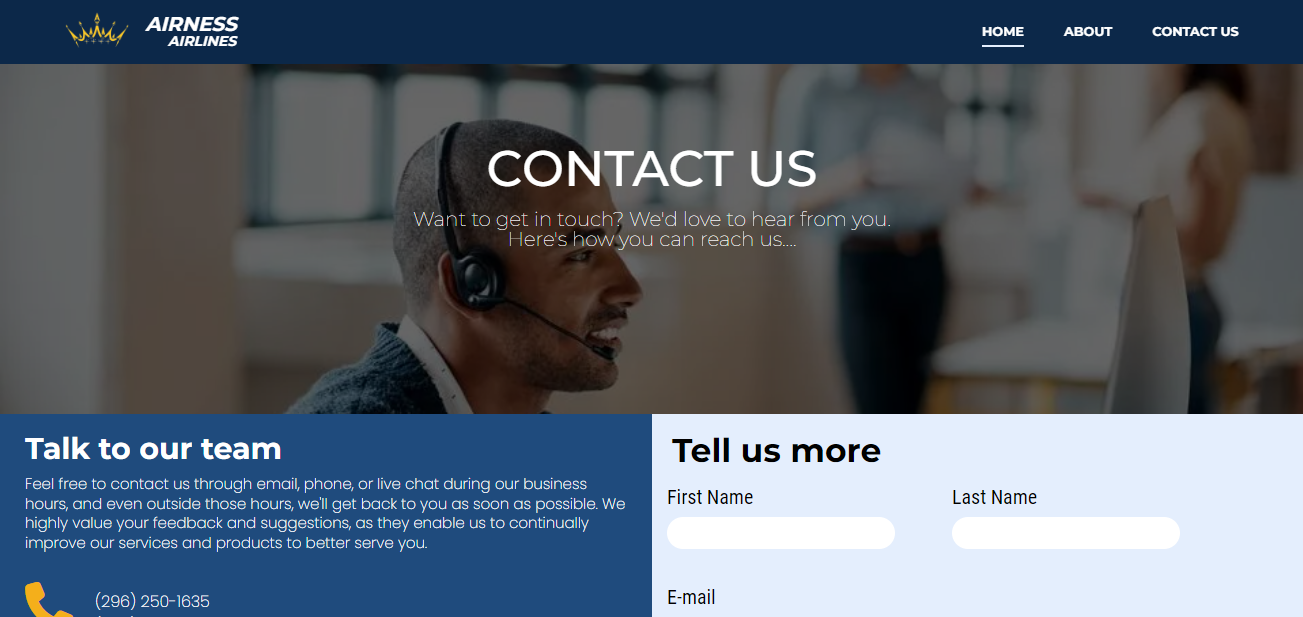 AIRNESS
AIRLINES
HOME
ABOUT
CONTACT US
CONTACT US
Want to get in touch? We'd love to hear from you.
Here's how you can reach us....
Talk to our team
Feel free to contact us through email, phone, or live chat during our business
hours, and even outside those hours, we'll get back to you as soon as possible. We
highly value your feedback and suggestions, as they enable us to continually
improve our services and products to better serve you.
(296) 250-1635
Tell us more
First Name
Last Name
E-mail